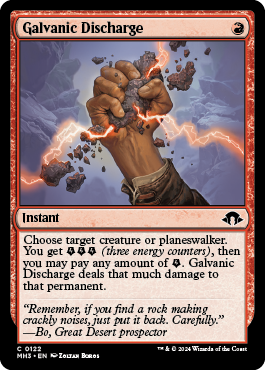 Galvanic Discharge
Instant
Choose target creature or planeswalker.
You get (three energy counters), then
you may pay any amount of . Galvanic
Discharge deals that much damage to
that permanent.
“Remember, if you find a rock making
crackly noises, just put it back. Carefully.”
—Bo, Great Desert prospector
C 0122
MH3 • EN Zoltan Boros
™ & © 2024 Wizards of the Coast